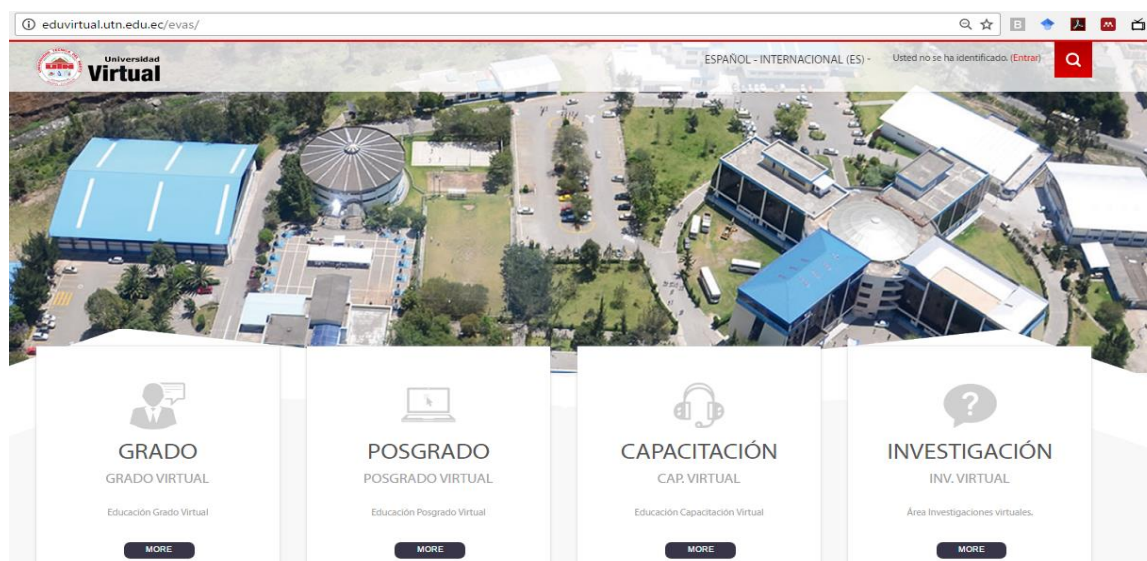 eduvirtual.utn.edu.ec/evas/
Universidad
Virtual
ESPAÑOL - INTERNACIONAL (ES)
Usted no se ha identificado. (Entrar)
GRADO
GRADO VIRTUAL
Educación Grado Virtual
MORE
POSGRADO
POSGRADO VIRTUAL
Educación Posgrado Virtual
MORE
CAPACITACIÓN
CAP. VIRTUAL
Educación Capacitación Virtual
MORE
INVESTIGACIÓN
INV. VIRTUAL
Área Investigaciones virtuales.
MORE